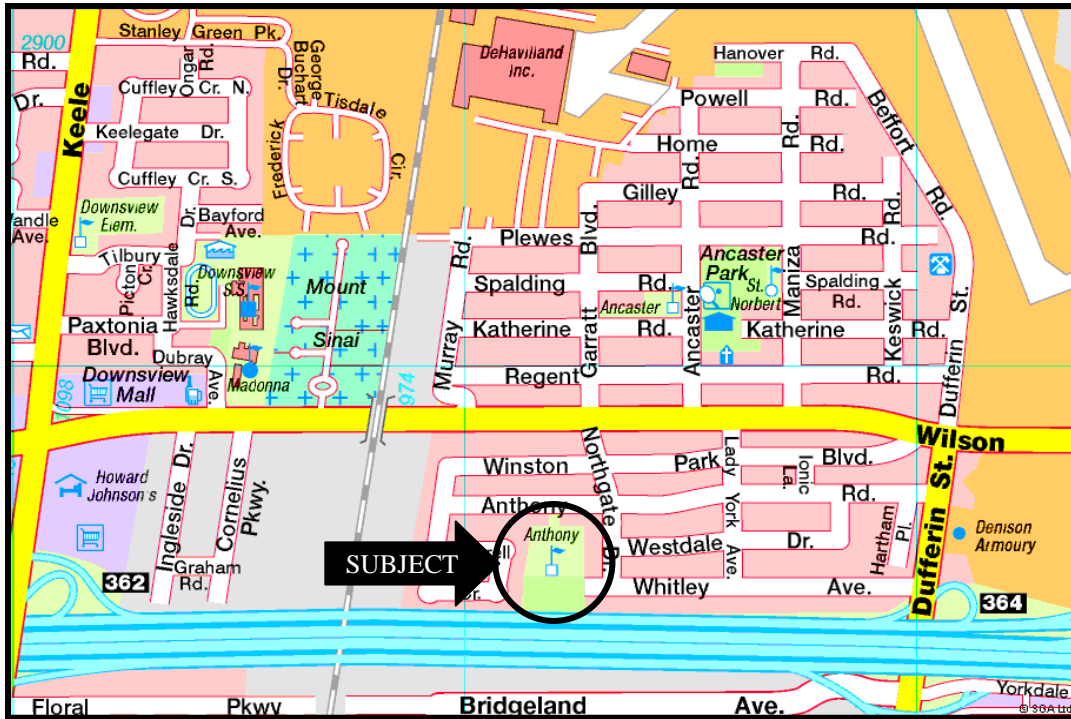 2900
Stanley Green Pk.
Rd.
Dr.
Keele
Ongar Rd.
Cuffley Cr. N.
Keelegate Dr.
Cuffley Cr. S.
George Buchart Dr.
Tisdale
Frederick
Cir.
DeHavilland Inc.
Hanover Rd.
Powell Rd.
Home Rd.
Gilley Rd.
Plewes Rd.
Beffort Rd.
Downsview Elem.
Ave.
Dr.
Bayford Ave.
Tilbury
Picton Cr.
Hawksdale Rd.
Downsview S.S.
Mount Sinai
Murray Rd.
Spalding Rd.
Garratt Blvd.
Ancaster Rd.
Ancaster
Ancaster Park
St. Norbert
Maniza Rd.
Spalding Rd.
Keswick Rd.
Dufferin St.
Paxtonia Blvd.
Katherine Rd.
Katherine Rd.
Dubray Ave.
Madonna
Downsview Mall
Regent Rd.
1098
974
Wilson
Howard Johnson's
Ingleside Dr.
Cornelius Pkwy.
Graham Rd.
Winston Park Blvd.
Northgate Dr.
Lady York Ave.
Ionic La.
Anthony Rd.
Anthony
Westdale Dr.
Hartham Pl.
Whitley Ave.
Dufferin St.
Denison Armoury
SUBJECT
ell
362
364
Floral Pkwy
Bridgeland Ave.
Yorkdale